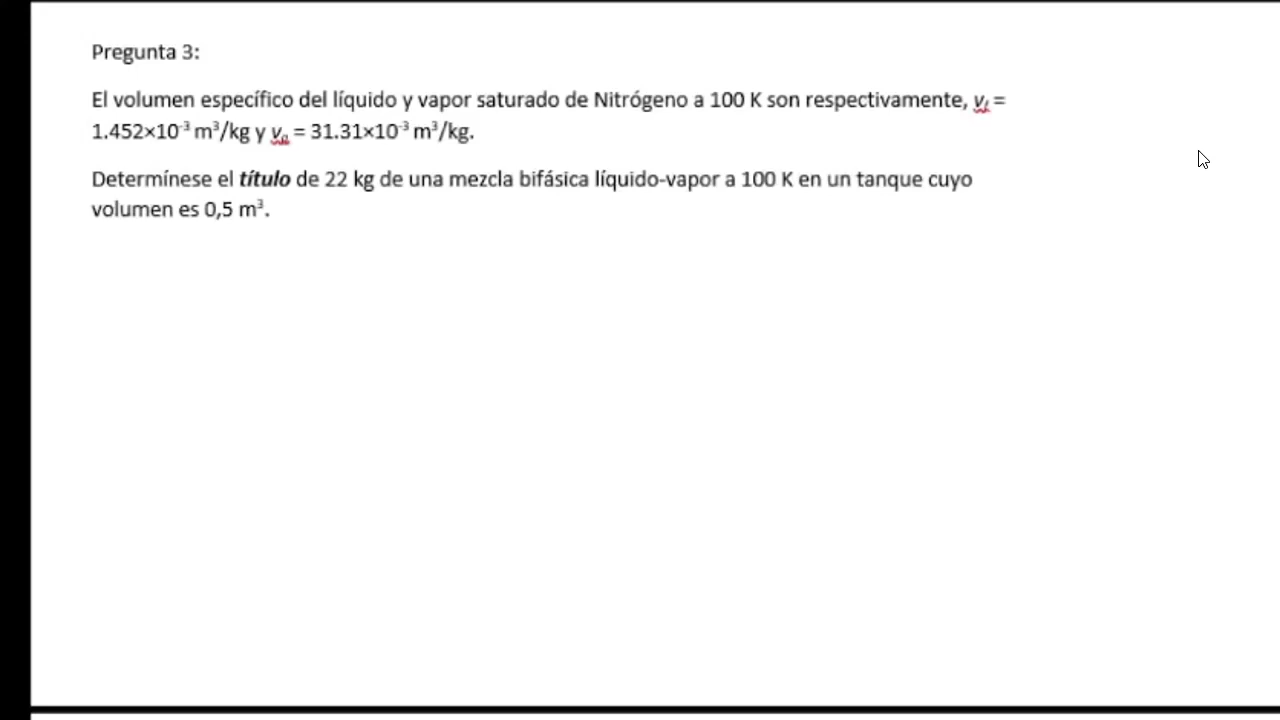 Pregunta 3:
El volumen específico del líquido y vapor saturado de Nitrógeno a 100 K son respectivamente, vf =
1.452×10-3 m3/kg y vg = 31.31×10-3 m3/kg.
Determínese el título de 22 kg de una mezcla bifásica líquido-vapor a 100 K en un tanque cuyo
volumen es 0,5 m3.